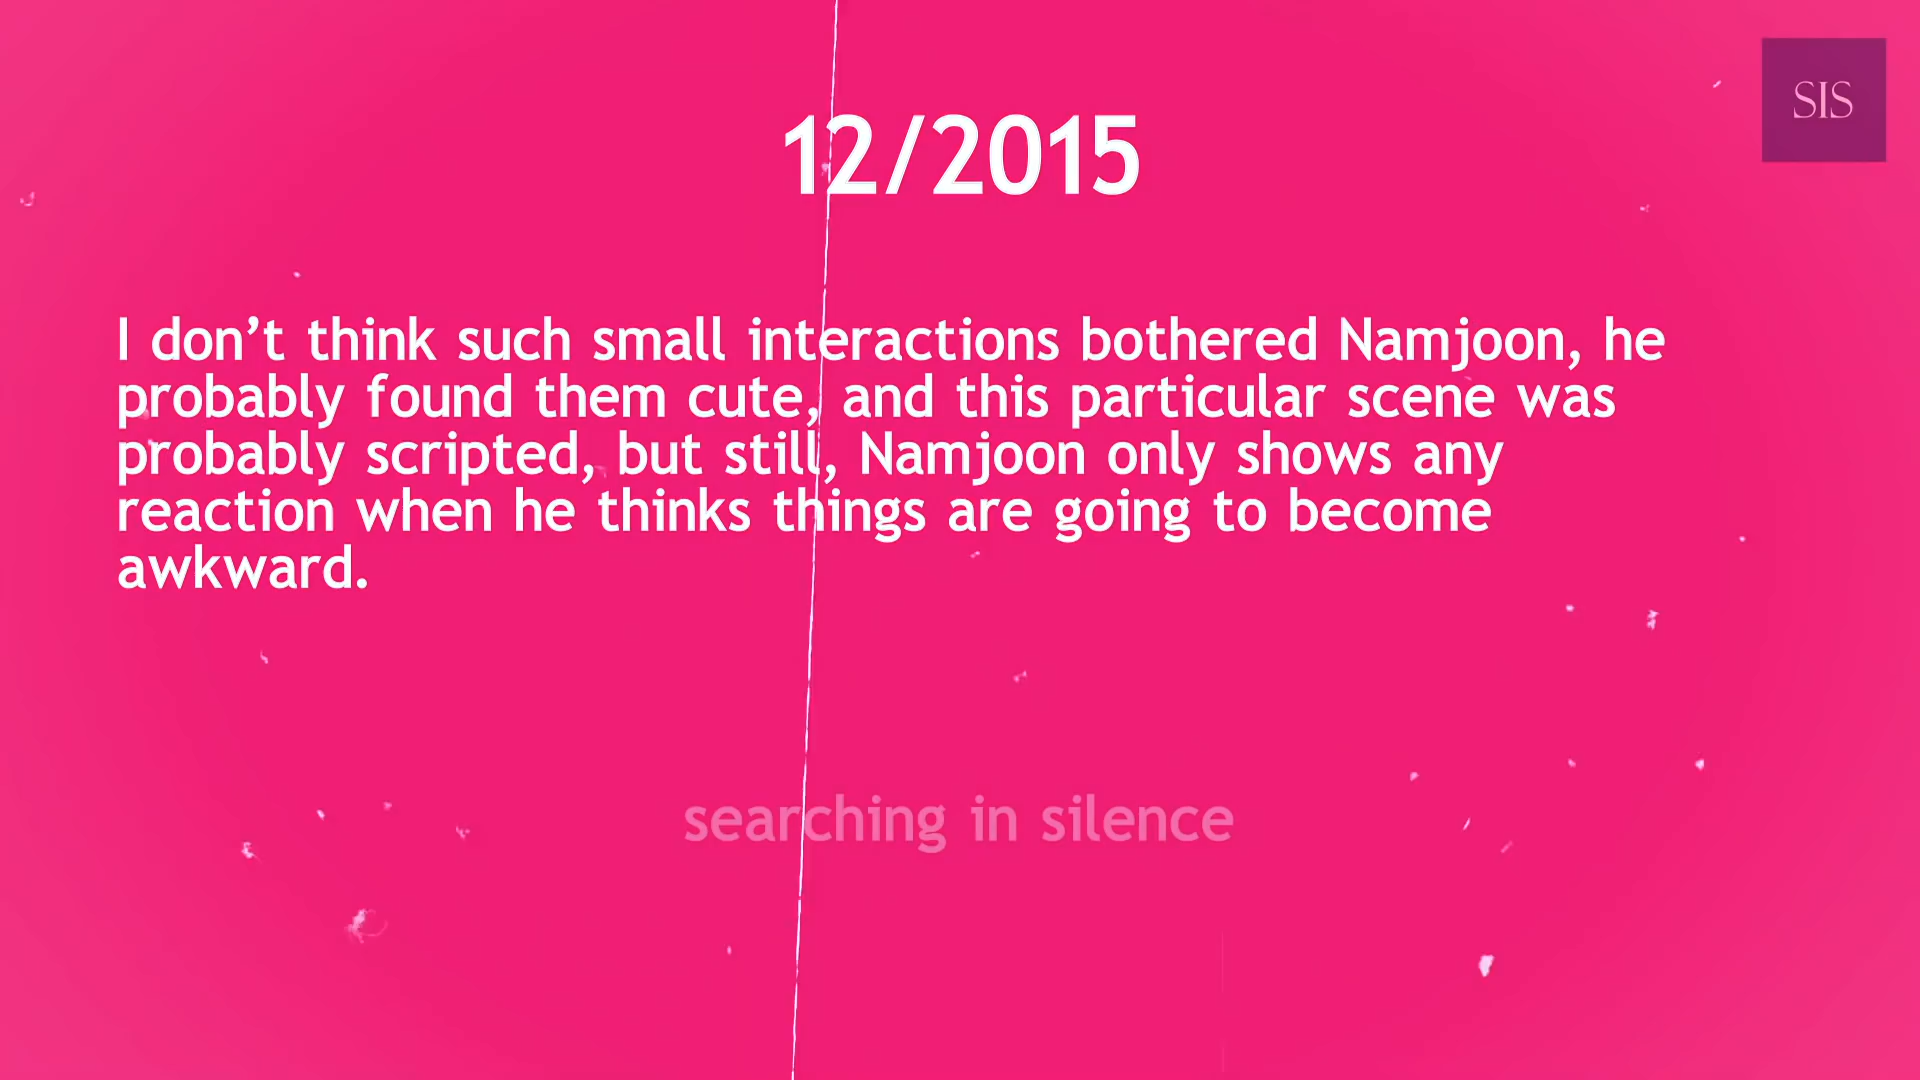 SIS
12/2015
I don’t think such small interactions bothered Namjoon, he
probably found them cute, and this particular scene was
probably scripted, but still, Namjoon only shows any
reaction when he thinks things are going to become
awkward.
searching in silence